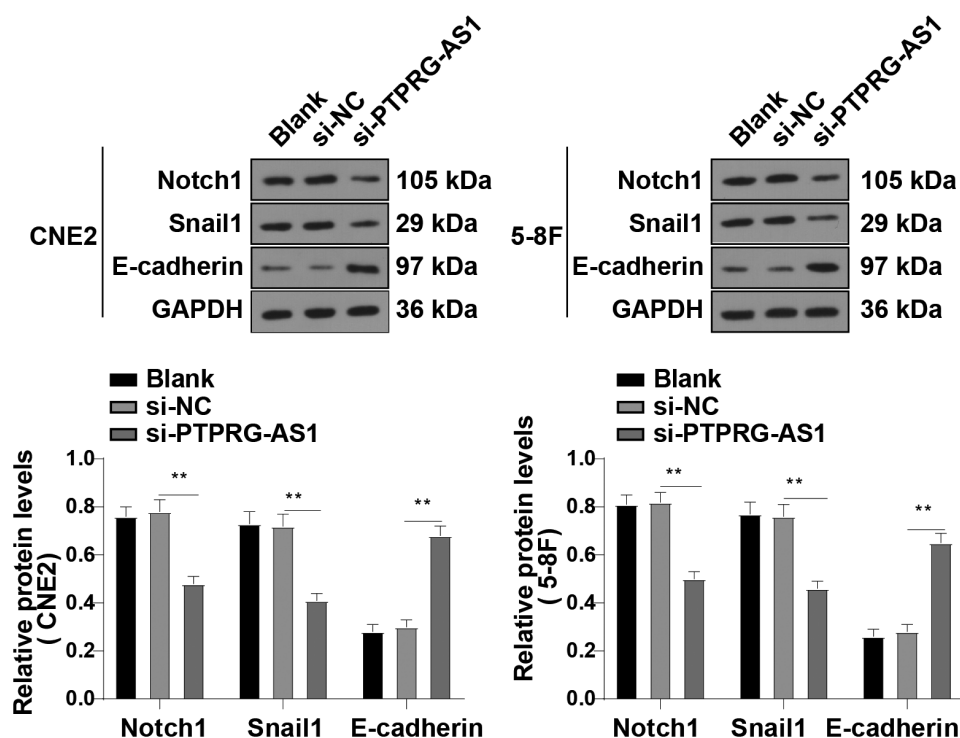 Blank
si-NC
si-PTPRG-AS1
CNE2
Notch1 105 kDa
Snail1 29 kDa
E-cadherin 97 kDa
GAPDH 36 kDa
Blank
si-NC
si-PTPRG-AS1
5-8F
Notch1 105 kDa
Snail1 29 kDa
E-cadherin 97 kDa
GAPDH 36 kDa
Blank
si-NC
si-PTPRG-AS1
Relative protein levels
( CNE2)
1.0
0.8
0.6
0.4
0.2
0.0
**
**
**
Notch1 Snail1 E-cadherin
Blank
si-NC
si-PTPRG-AS1
Relative protein levels
( 5-8F)
1.0
0.8
0.6
0.4
0.2
0.0
**
**
**
Notch1 Snail1 E-cadherin